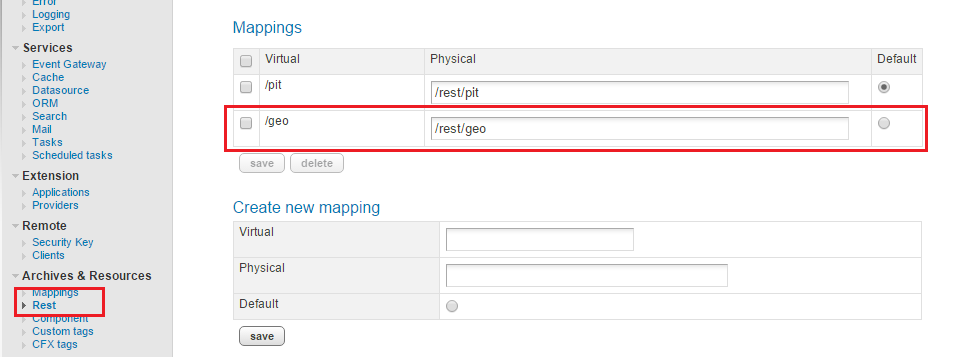 Error
Logging
Export
Services
Event Gateway
Cache
Datasource
ORM
Search
Mail
Tasks
Scheduled tasks
Extension
Applications
Providers
Remote
Security Key
Clients
Archives & Resources
Mappings
Rest
Component
Custom tags
CFX tags
Mappings
Virtual Physical Default
/pit /rest/pit
/geo /rest/geo
save delete
Create new mapping
Virtual
Physical
Default
save